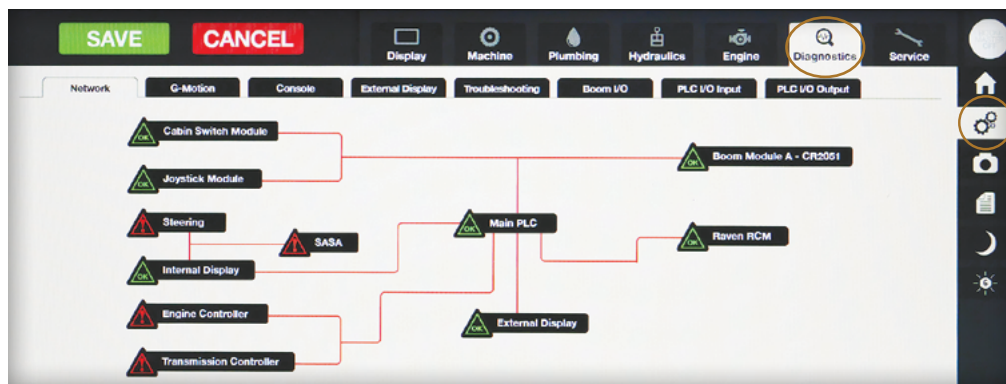 SAVE
CANCEL
Display
Machine
Plumbing
Hydraulics
Engine
Diagnostics
Service
Network
G-Motion
Console
External Display
Troubleshooting
Boom I/O
PLC I/O Input
PLC I/O Output
OK Cabin Switch Module
OK Boom Module A - CR2051
OK Joystick Module
Steering
OK Main PLC
OK Raven RCM
SASA
OK Internal Display
Engine Controller
OK External Display
Transmission Controller